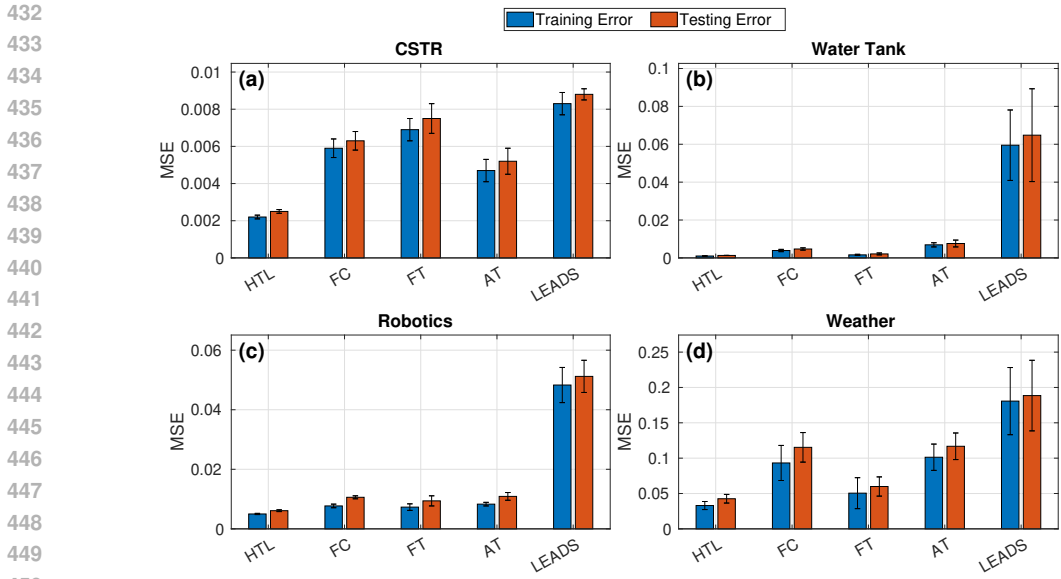 432
433
434
435
436
437
438
439
440
441
442
443
444
445
446
447
448
449
Training Error Testing Error
CSTR
(a)
MSE
0.01
0.008
0.006
0.004
0.002
0
HTL FC FT AT LEADS
Water Tank
(b)
MSE
0.1
0.08
0.06
0.04
0.02
0
HTL FC FT AT LEADS
Robotics
(c)
MSE
0.06
0.04
0.02
0
HTL FC FT AT LEADS
Weather
(d)
MSE
0.25
0.2
0.15
0.1
0.05
0
HTL FC FT AT LEADS